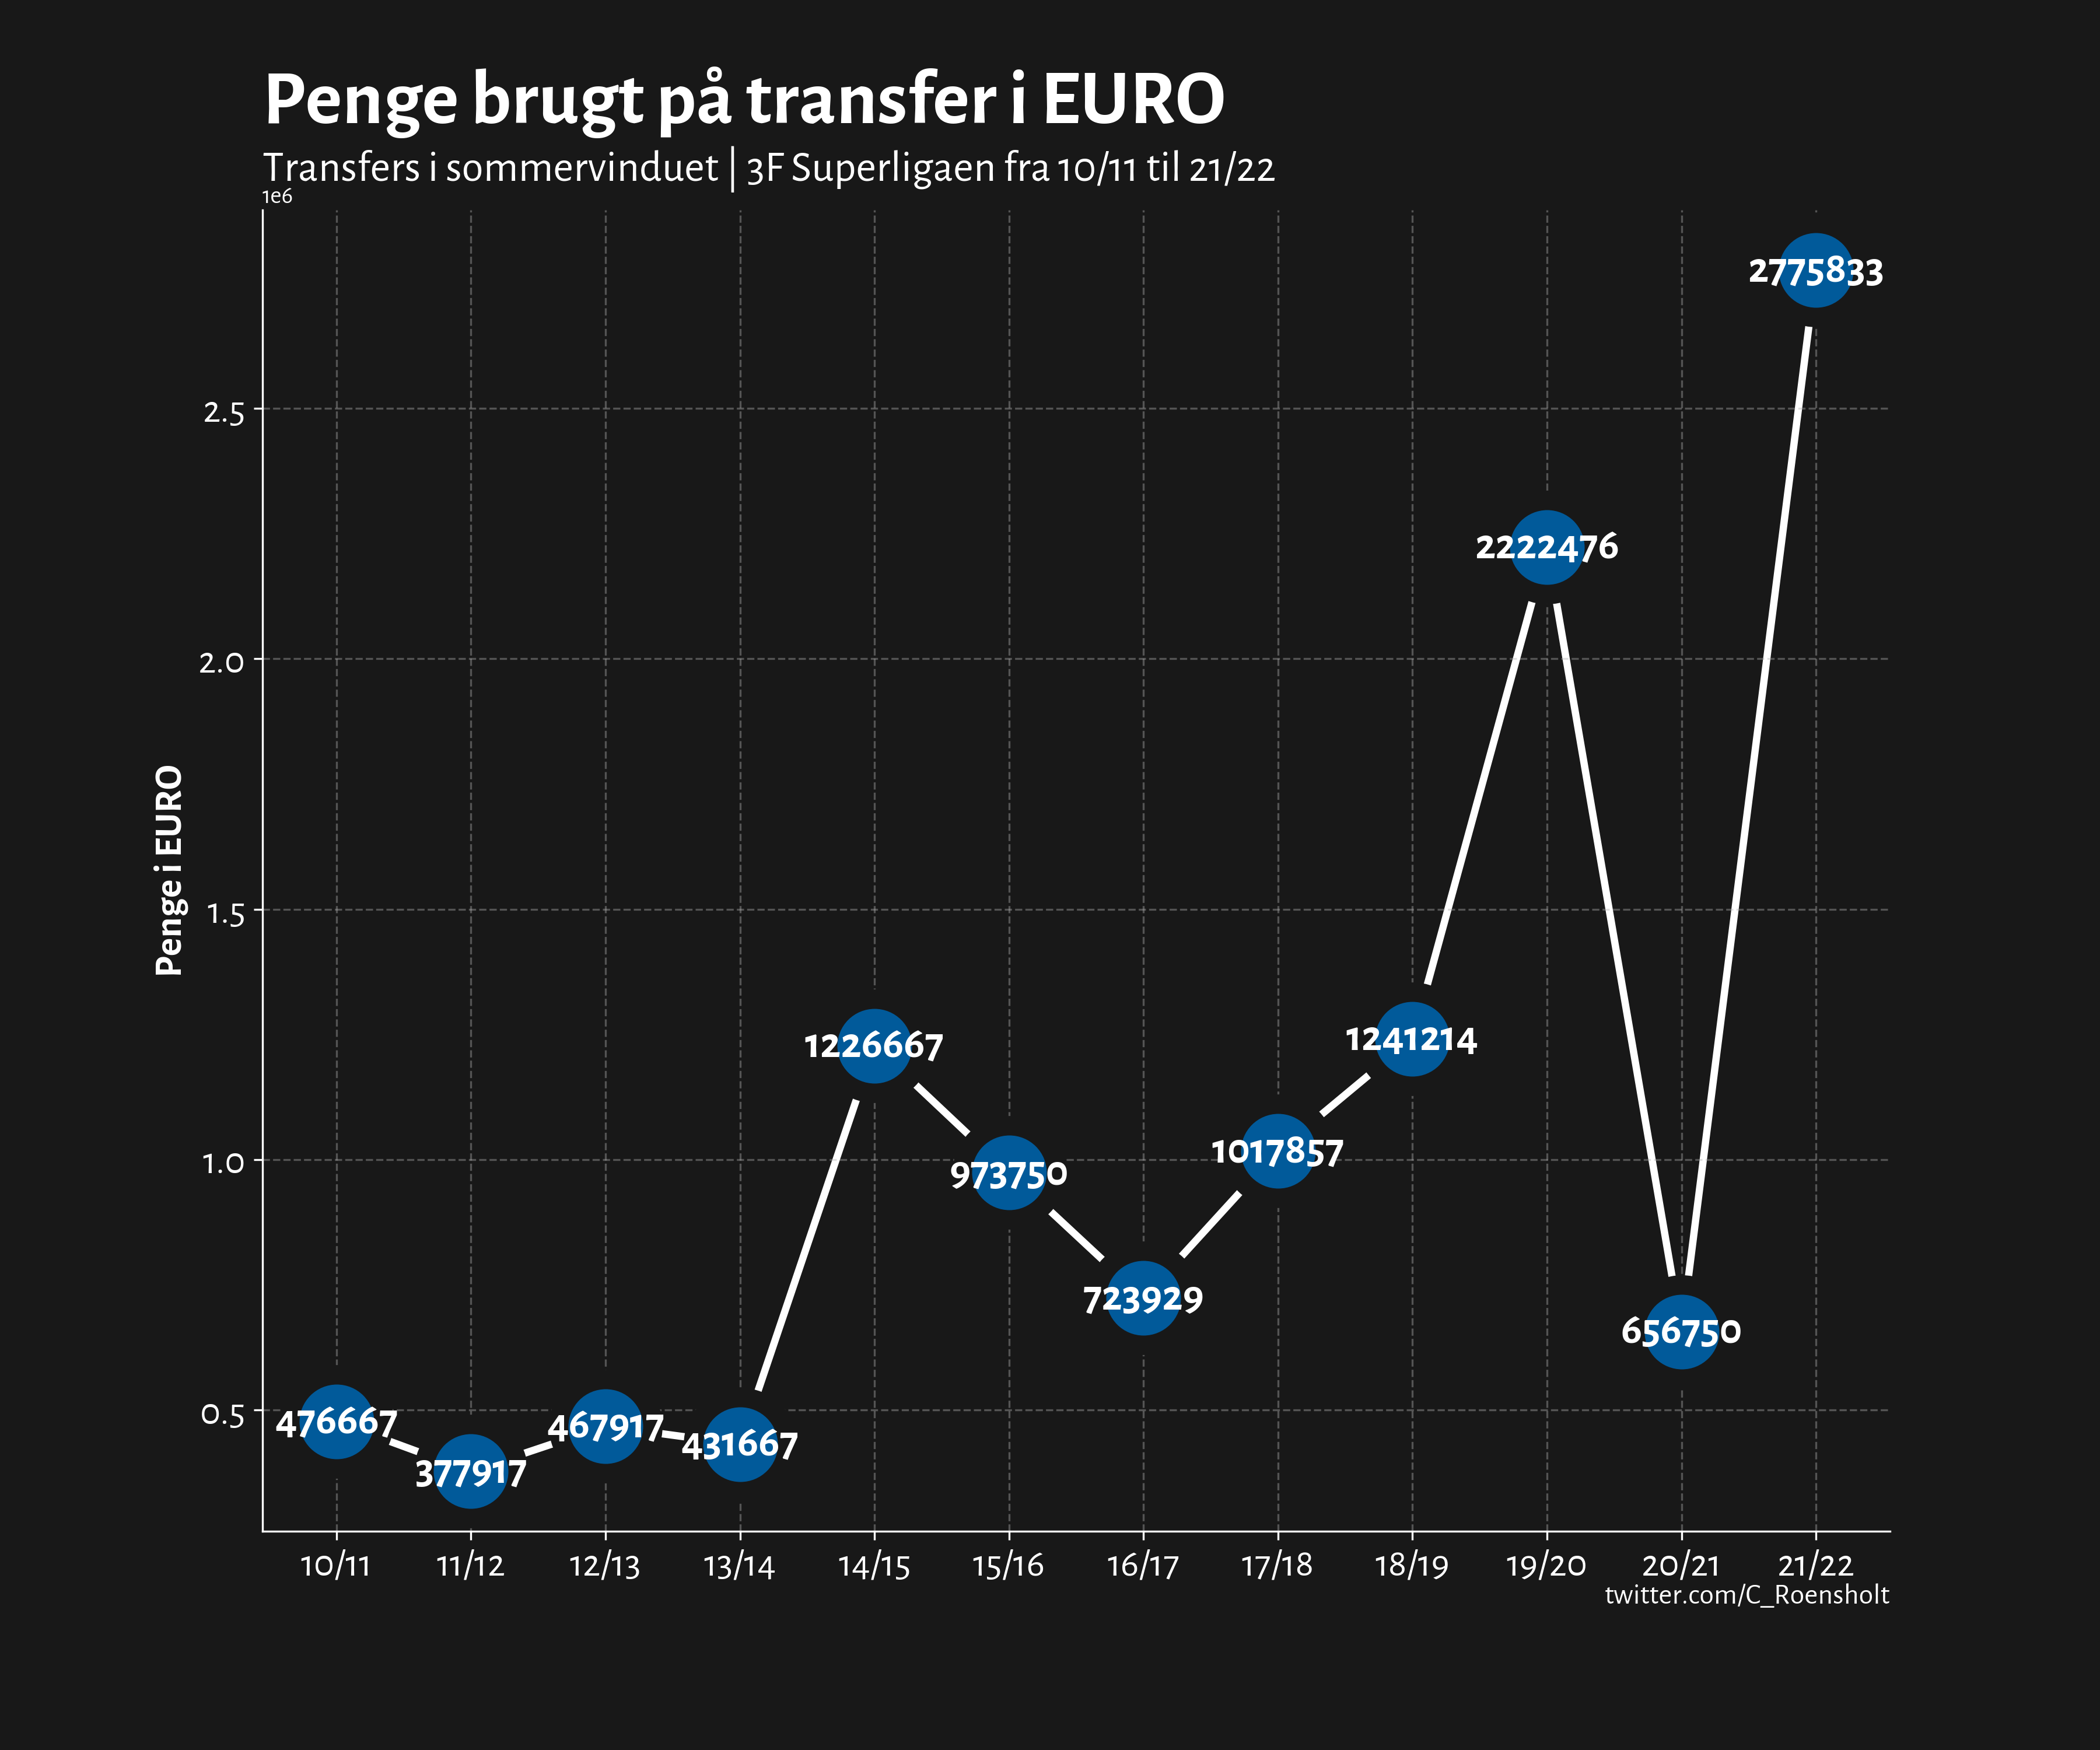 Penge brugt på transfer i EURO
Transfers i sommervinduet | 3F Superligaen fra 10/11 til 21/22
1e6
2775833
2.5
2222476
2.0
Penge i EURO
1.5
1226667
1241214
1017857
1.0
973750
723929
656750
0.5
476667
467917
431667
377917
10/11 11/12 12/13 13/14 14/15 15/16 16/17 17/18 18/19 19/20 20/21 21/22
twitter.com/C_Roensholt